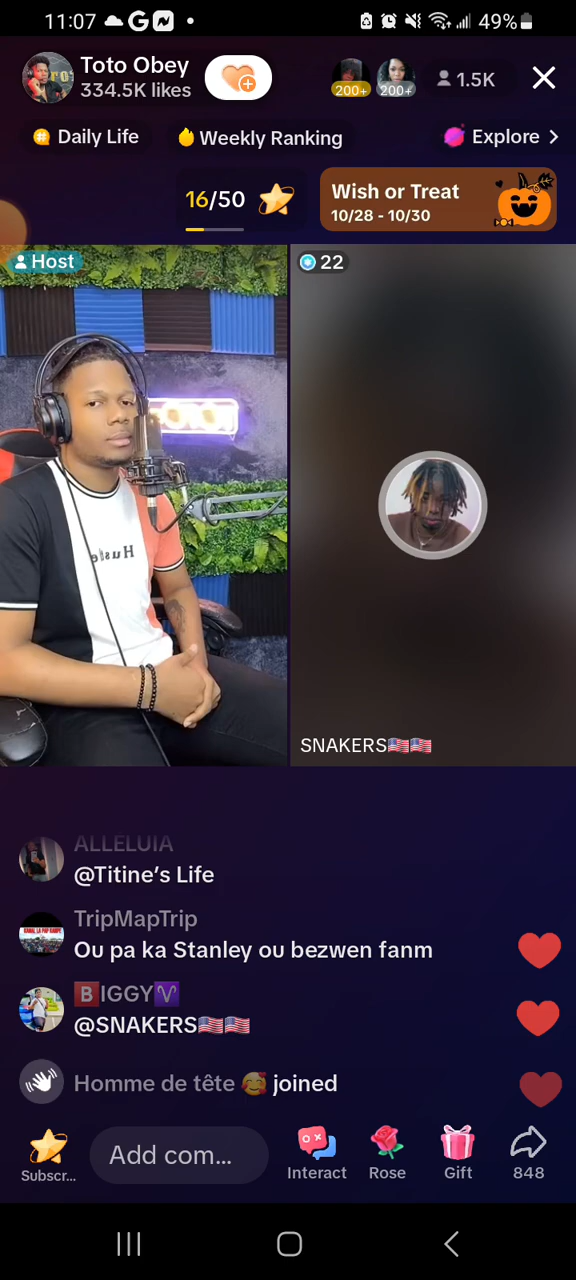 11:07
49%
Toto Obey
334.5K likes
200+
200+
1.5K
Daily Life
Weekly Ranking
Explore
16/50
Wish or Treat
10/28 - 10/30
Host
22
SNAKERS🇺🇸🇺🇸
ALLELUIA
@Titine's Life
TripMapTrip
Ou pa ka Stanley ou bezwen fanm
🅱IGGY♈
@SNAKERS🇺🇸🇺🇸
Homme de tête 🥰 joined
Subscr...
Add com...
Interact
Rose
Gift
848